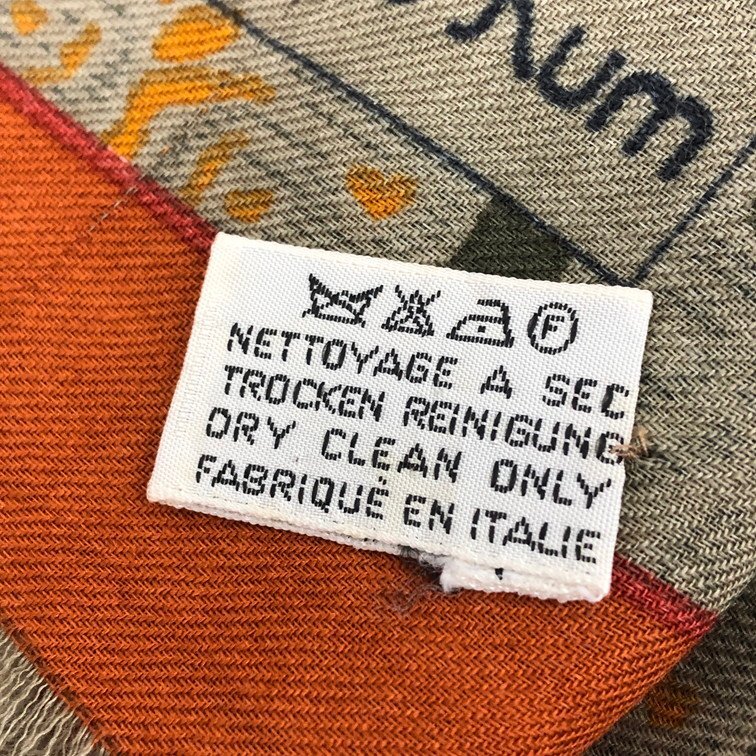 NETTOYAGE A SEC
TROCKEN REINIGUNG
DRY CLEAN ONLY
FABRIQUÉ EN ITALIE